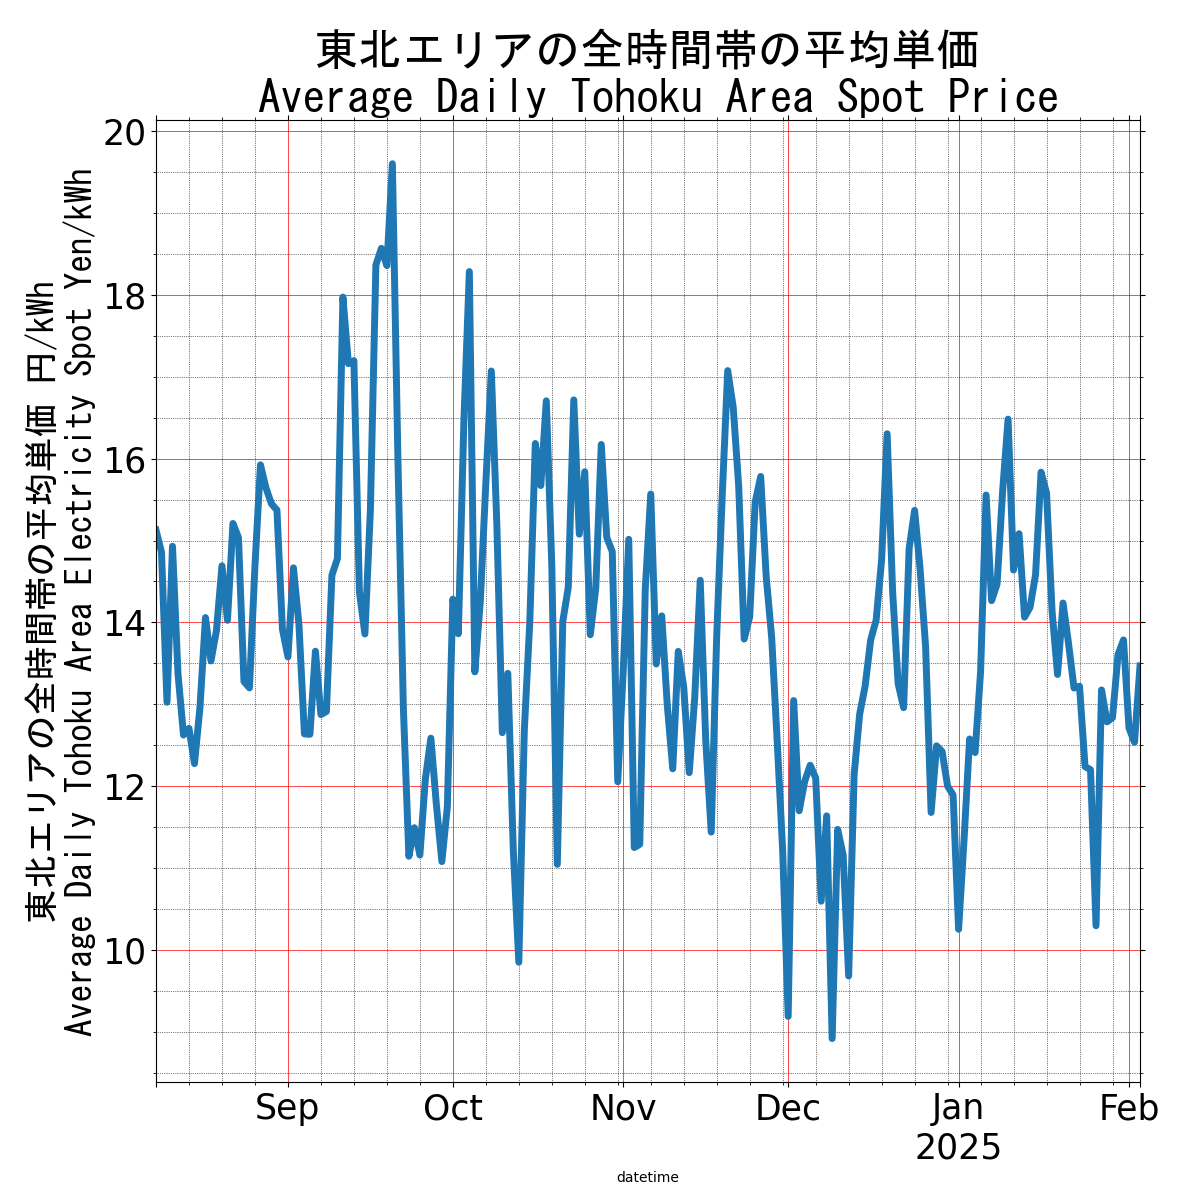 東北エリアの全時間帯の平均単価
Average Daily Tohoku Area Spot Price
東北エリアの全時間帯の平均単価 円/kWh
Average Daily Tohoku Area Electricity Spot Yen/kWh
20
18
16
14
12
10
Sep
Oct
Nov
Dec
Jan
2025
Feb
datetime